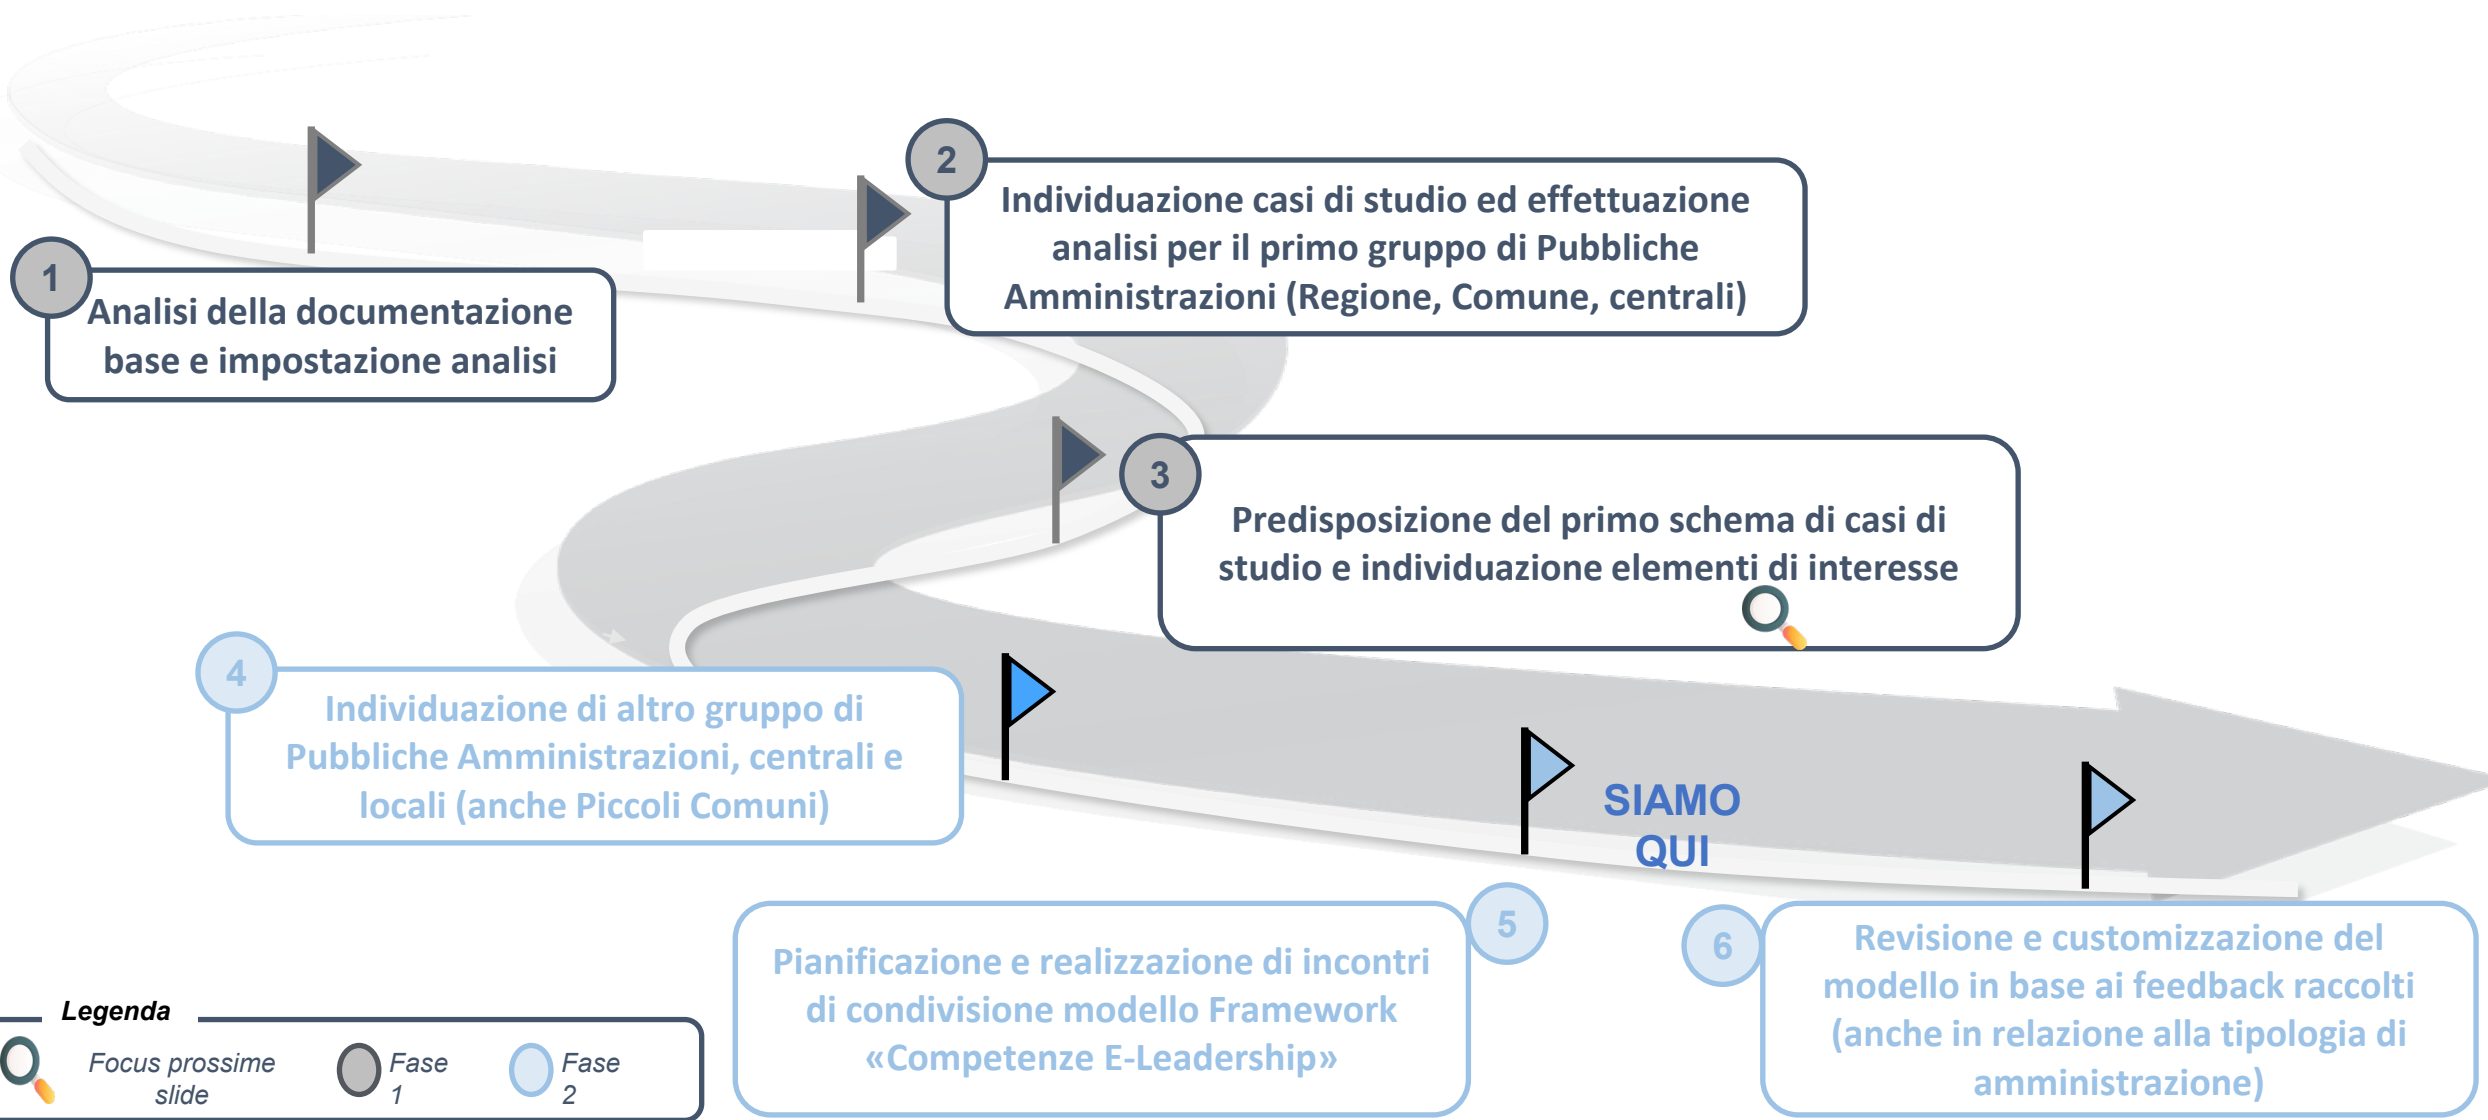 1
Analisi della documentazione
base e impostazione analisi
2
Individuazione casi di studio ed effettuazione
analisi per il primo gruppo di Pubbliche
Amministrazioni (Regione, Comune, centrali)
3
Predisposizione del primo schema di casi di
studio e individuazione elementi di interesse
4
Individuazione di altro gruppo di
Pubbliche Amministrazioni, centrali e
locali (anche Piccoli Comuni)
SIAMO
QUI
5
Pianificazione e realizzazione di incontri
di condivisione modello Framework
«Competenze E-Leadership»
6
Revisione e customizzazione del
modello in base ai feedback raccolti
(anche in relazione alla tipologia di
amministrazione)
Legenda
Focus prossime
slide
Fase
1
Fase
2